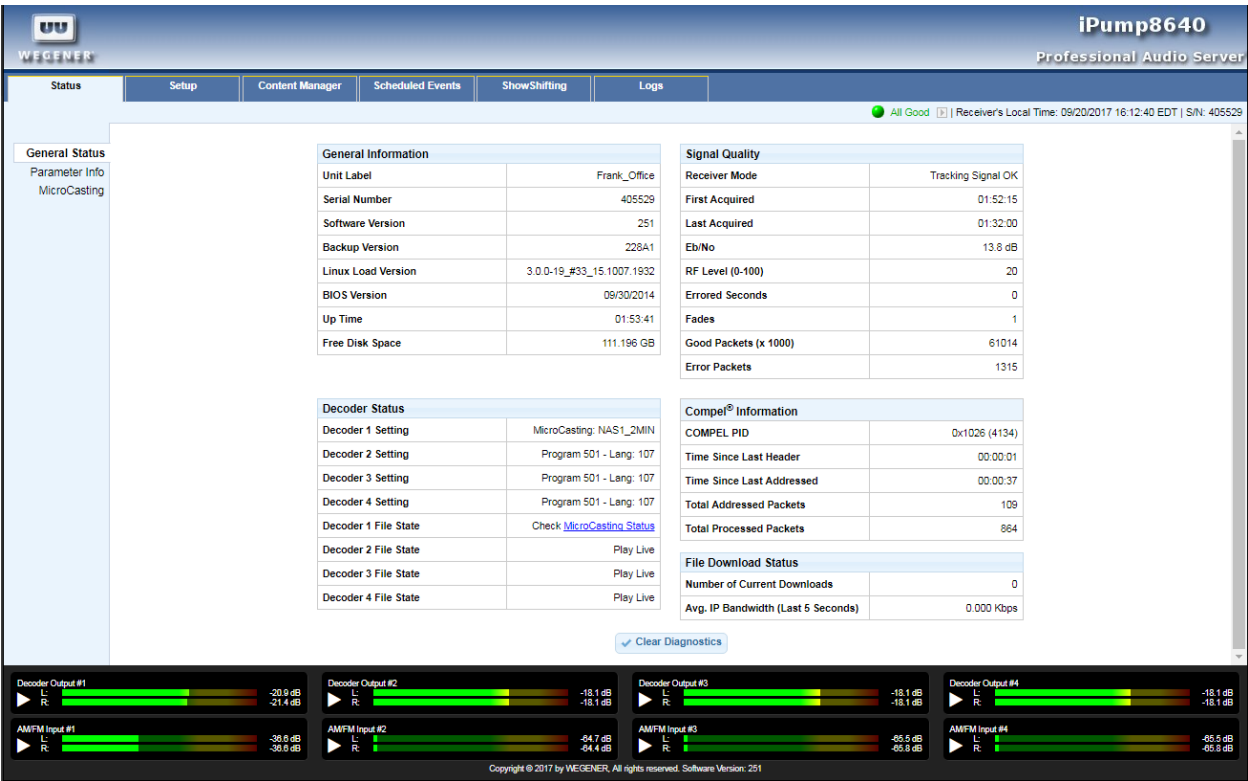 WEGENER
iPump8640
Professional Audio Server
Status Setup Content Manager Scheduled Events ShowShifting Logs
All Good | Receiver's Local Time: 09/20/2017 16:12:40 EDT | S/N: 405529
General Status
Parameter Info
MicroCasting
General Information
Unit Label Frank_Office
Serial Number 405529
Software Version 251
Backup Version 228A1
Linux Load Version 3.0.0-19_#33_15.1007.1932
BIOS Version 09/30/2014
Up Time 01:53:41
Free Disk Space 111.196 GB
Signal Quality
Receiver Mode Tracking Signal OK
First Acquired 01:52:15
Last Acquired 01:32:00
Eb/No 13.8 dB
RF Level (0-100) 20
Errored Seconds 0
Fades 1
Good Packets (x 1000) 61014
Error Packets 1315
Decoder Status
Decoder 1 Setting MicroCasting: NAS1_2MIN
Decoder 2 Setting Program 501 - Lang: 107
Decoder 3 Setting Program 501 - Lang: 107
Decoder 4 Setting Program 501 - Lang: 107
Decoder 1 File State Check MicroCasting Status
Decoder 2 File State Play Live
Decoder 3 File State Play Live
Decoder 4 File State Play Live
Compel® Information
COMPEL PID 0x1026 (4134)
Time Since Last Header 00:00:01
Time Since Last Addressed 00:00:37
Total Addressed Packets 109
Total Processed Packets 864
File Download Status
Number of Current Downloads 0
Avg. IP Bandwidth (Last 5 Seconds) 0.000 Kbps
Clear Diagnostics
Decoder Output #1
L: -20.9 dB
R: -21.4 dB
Decoder Output #2
L: -18.1 dB
R: -18.1 dB
Decoder Output #3
L: -18.1 dB
R: -18.1 dB
Decoder Output #4
L: -18.1 dB
R: -18.1 dB
AM/FM Input #1
L: -36.6 dB
R: -36.6 dB
AM/FM Input #2
L: -64.7 dB
R: -64.4 dB
AM/FM Input #3
L: -65.5 dB
R: -65.8 dB
AM/FM Input #4
L: -65.5 dB
R: -65.8 dB
Copyright © 2017 by WEGENER, All rights reserved. Software Version: 251